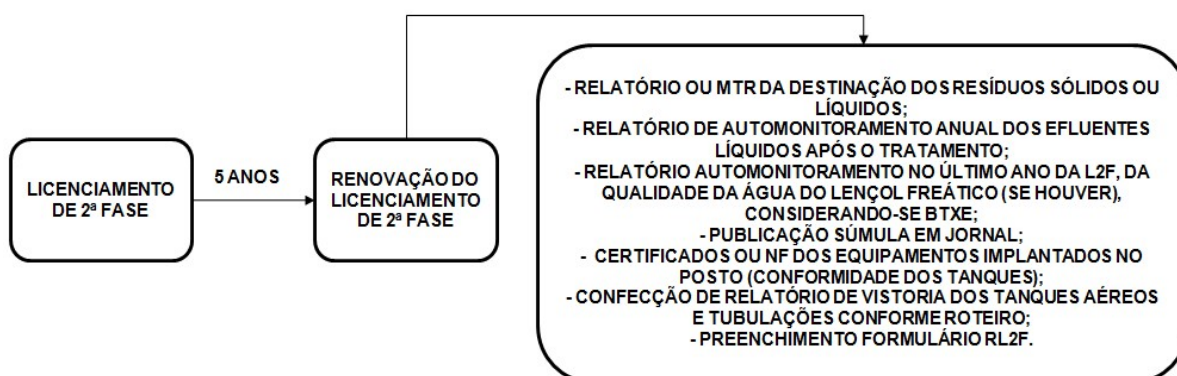 LICENCIAMENTO
DE 2ª FASE
5 ANOS
RENOVAÇÃO DO
LICENCIAMENTO
DE 2ª FASE
- RELATÓRIO OU MTR DA DESTINAÇÃO DOS RESÍDUOS SÓLIDOS OU
LÍQUIDOS;
- RELATÓRIO DE AUTOMONITORAMENTO ANUAL DOS EFLUENTES
LÍQUIDOS APÓS O TRATAMENTO;
- RELATÓRIO AUTOMONITORAMENTO NO ÚLTIMO ANO DA L2F, DA
QUALIDADE DA ÁGUA DO LENÇOL FREÁTICO (SE HOUVER),
CONSIDERANDO-SE BTXE;
- PUBLICAÇÃO SÚMULA EM JORNAL;
- CERTIFICADOS OU NF DOS EQUIPAMENTOS IMPLANTADOS NO
POSTO (CONFORMIDADE DOS TANQUES);
- CONFECÇÃO DE RELATÓRIO DE VISTORIA DOS TANQUES AÉREOS
E TUBULAÇÕES CONFORME ROTEIRO;
- PREENCHIMENTO FORMULÁRIO RL2F.